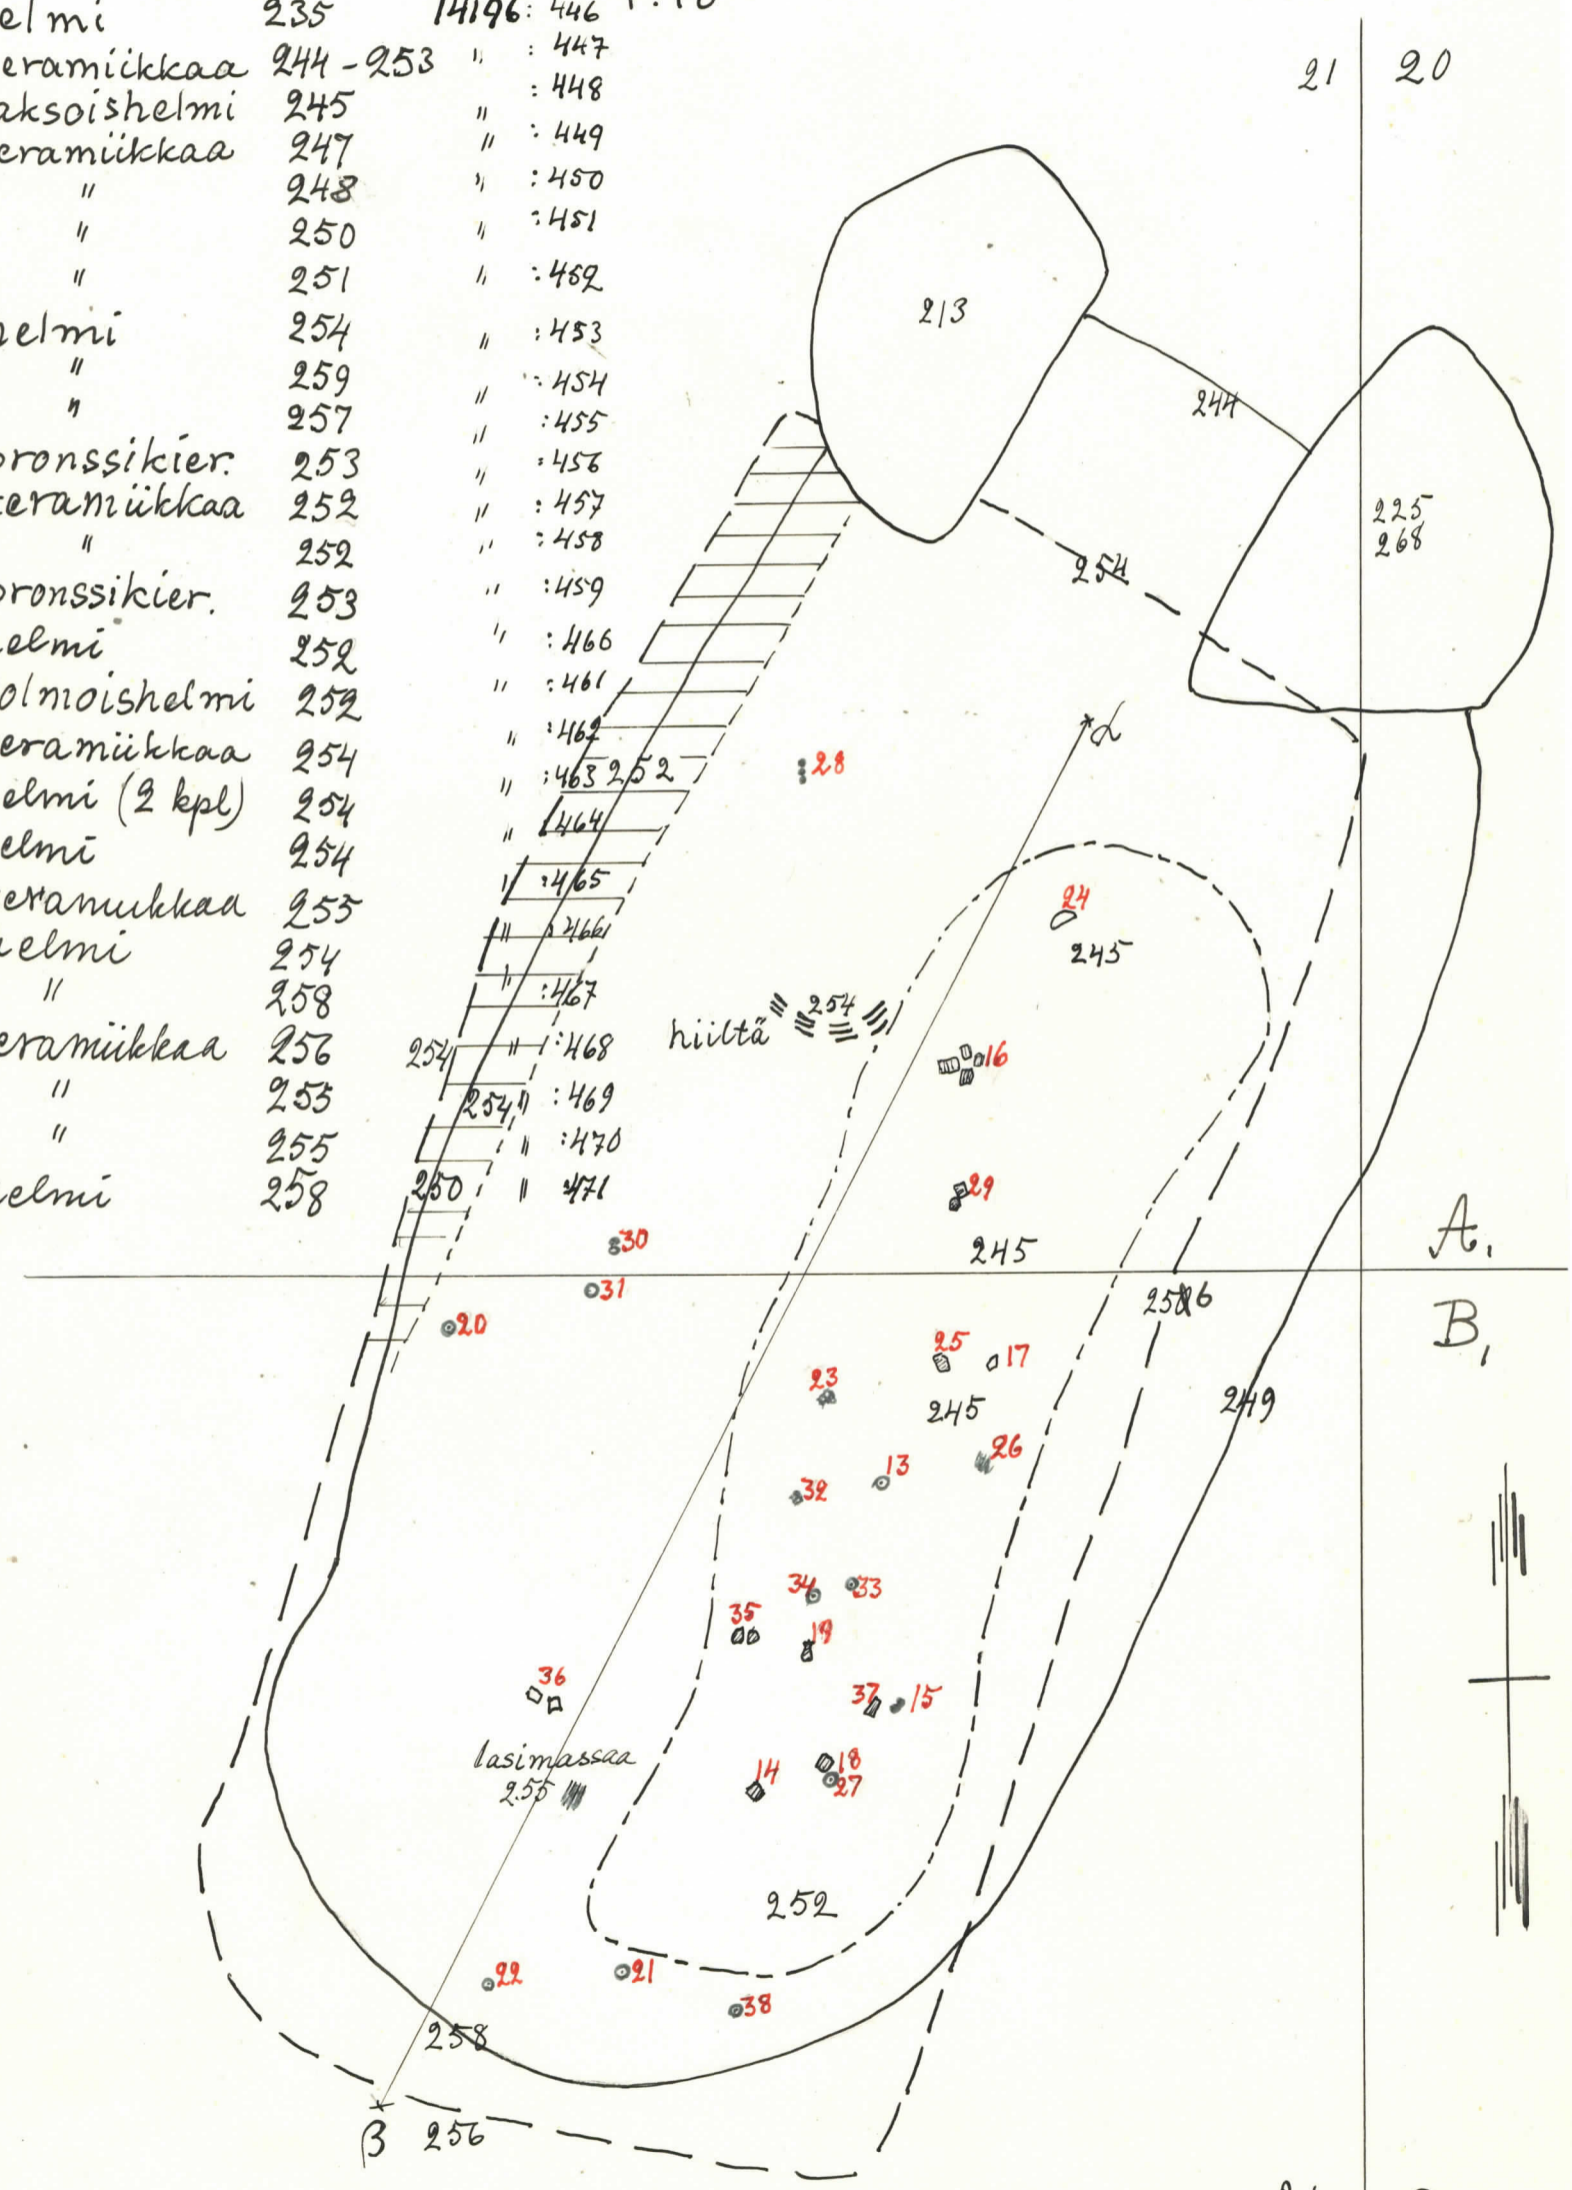 elmi 235 14196: 446 1:10
eramiikkaa 244-253 " : 447
aksoishelmi 245 " : 448
eramiikkaa 247 " : 449
" 248 " : 450
" 250 " : 451
" 251 " : 452
elmi 254 " : 453
" 259 " : 454
" 257 " : 455
ronssikier. 253 " : 456
eramiikkaa 252 " : 457
" 252 " : 458
ronssikier. 253 " : 459
elmi 252 " : 466
olmoishelmi 252 " : 461
eramiikkaa 254 " : 462
elmi (2 kpl) 254 " : 463
elmi 254 " 464
eramiikkaa 255 " : 465
elmi 254 " : 466
" 258 " : 467
eramiikkaa 256 " : 468
" 255 " : 469
" 255 " : 470
elmi 258 " 471
21 20
213
244
225
268
254
α
252
28
24
245
hiiltä 254
16
254
254
29
250
245
30
A.
31
B,
20
25 17
23
245
249
26
13
32
34 33
35
19
36
37 15
lasimassaa
255
14
18
27
252
22 21
38
258
β 256